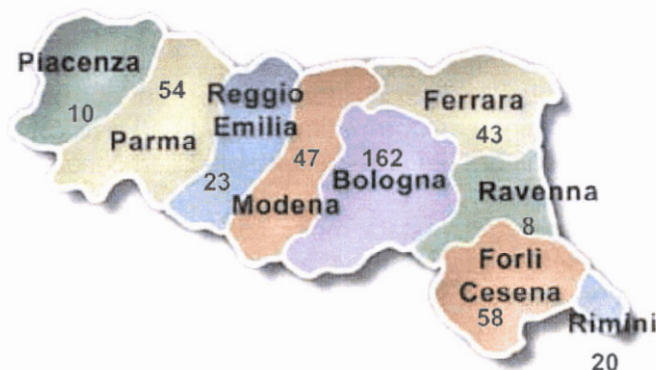 Piacenza
10
54
Parma
Reggio
Emilia
23
47
Modena
162
Bologna
Ferrara
43
Ravenna
8
Forli
Cesena
58
Rimini
20